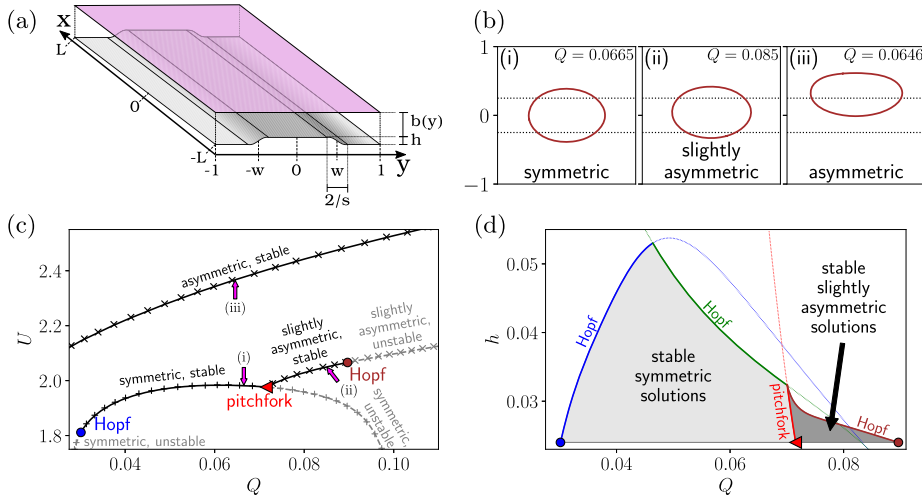 (a)
x
L
0
-L
-1
-w
0
w
1
y
2/s
b(y)
h
(b)
1
0
−1
(i)
Q = 0.0665
symmetric
(ii)
Q = 0.085
slightly
asymmetric
(iii)
Q = 0.0646
asymmetric
(c)
U
2.4
2.2
2.0
1.8
asymmetric, stable
(iii)
symmetric, stable
(i)
slightly
asymmetric,
stable
slightly
asymmetric,
unstable
Hopf
(ii)
pitchfork
Hopf
symmetric, unstable
symmetric,
unstable
0.04
0.06
0.08
0.10
Q
(d)
h
0.05
0.04
0.03
Hopf
Hopf
stable
symmetric
solutions
pitchfork
stable
slightly
asymmetric
solutions
Hopf
0.04
0.06
0.08
Q